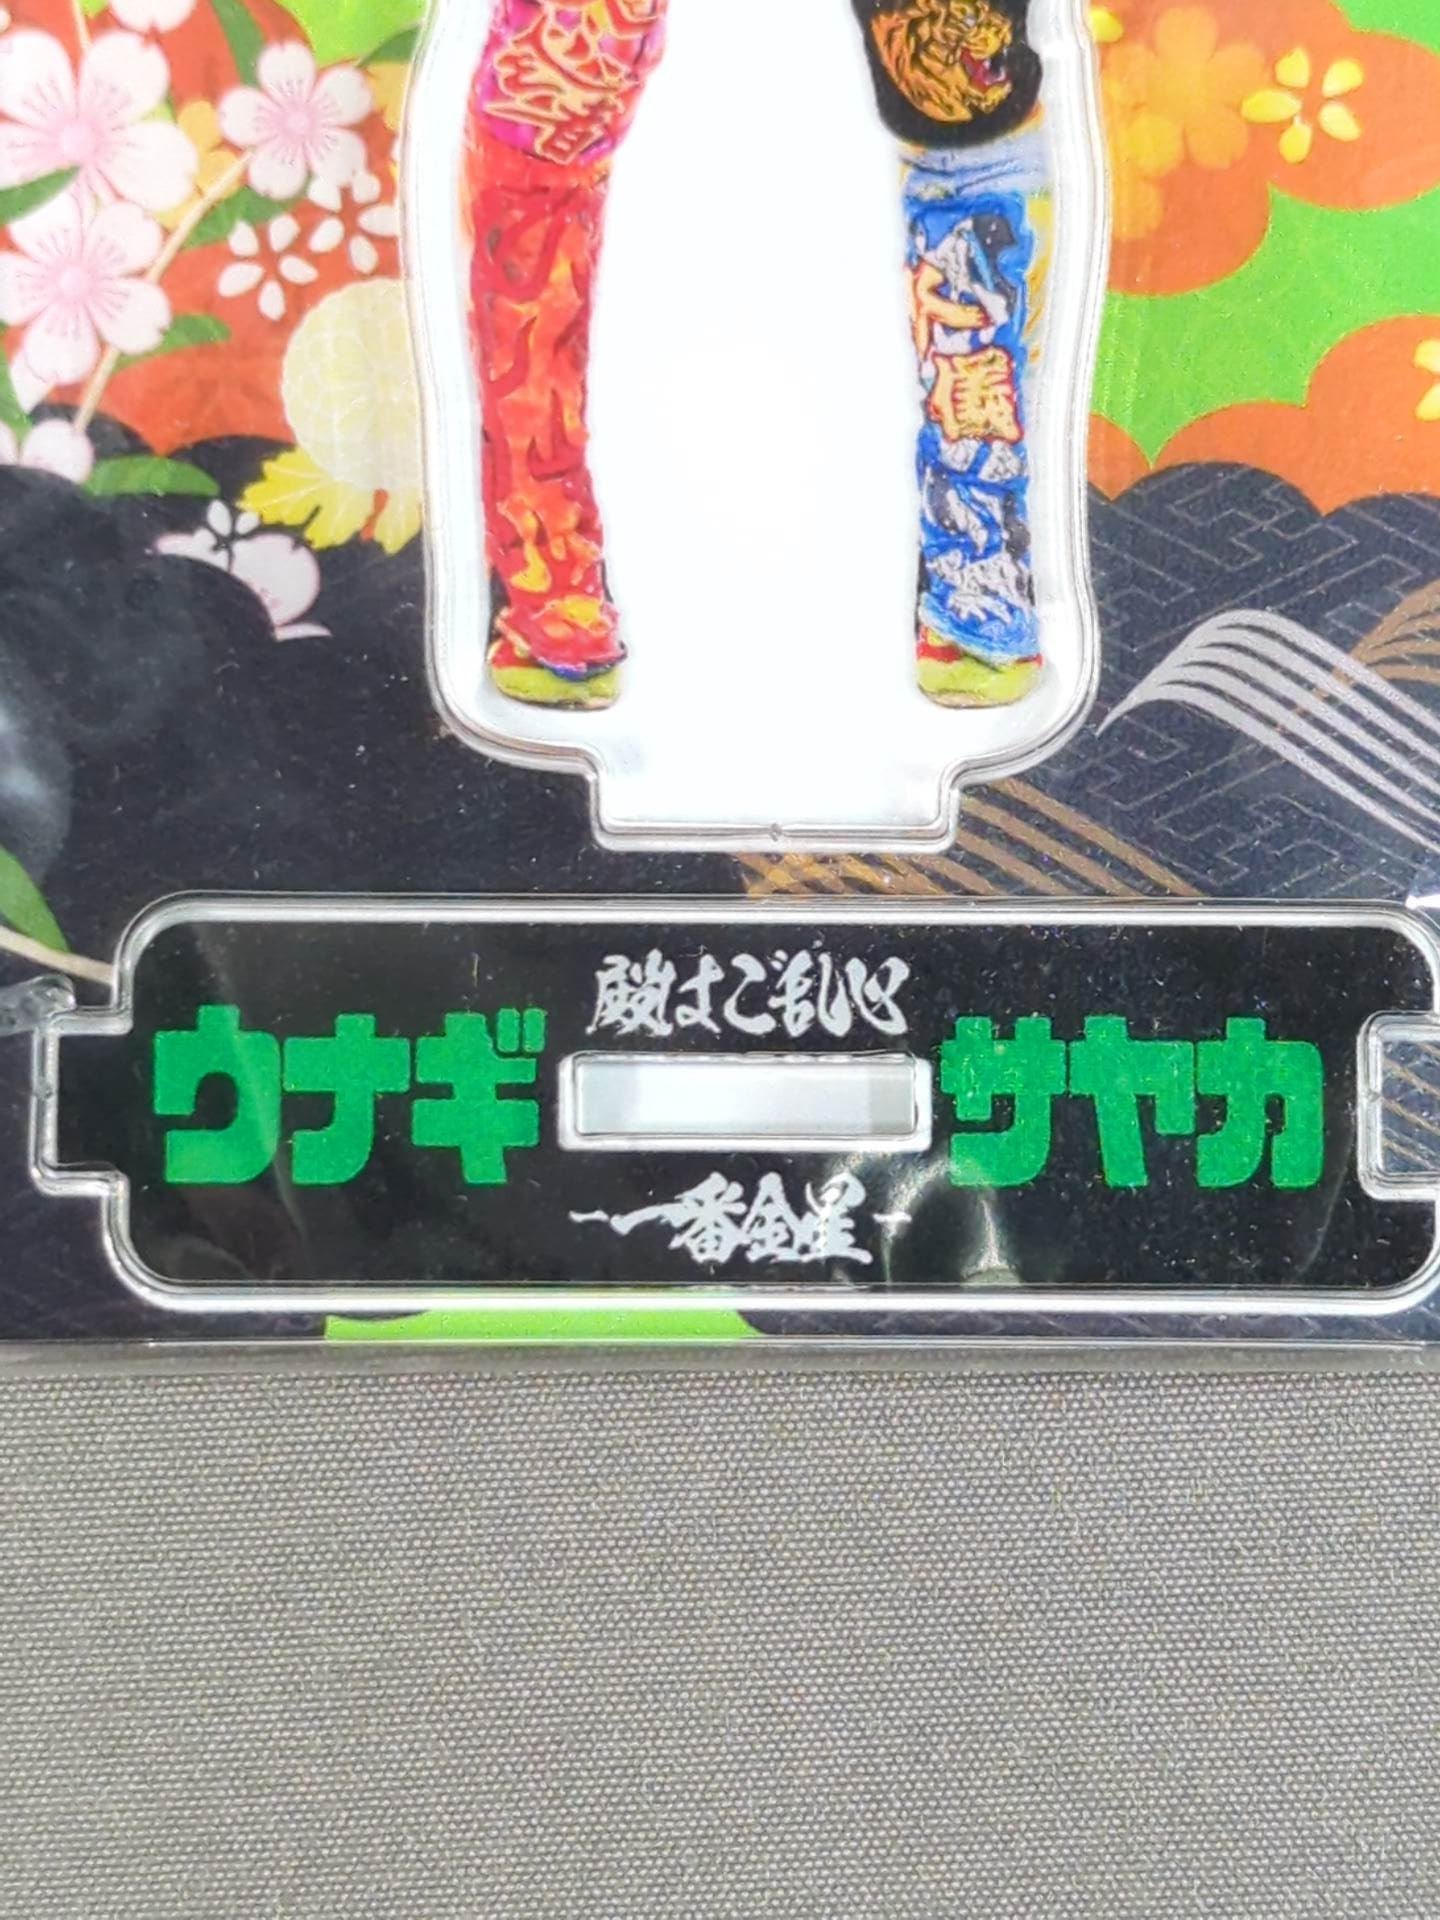 殿はご乱心
ウナギ サヤカ
-一番金星-